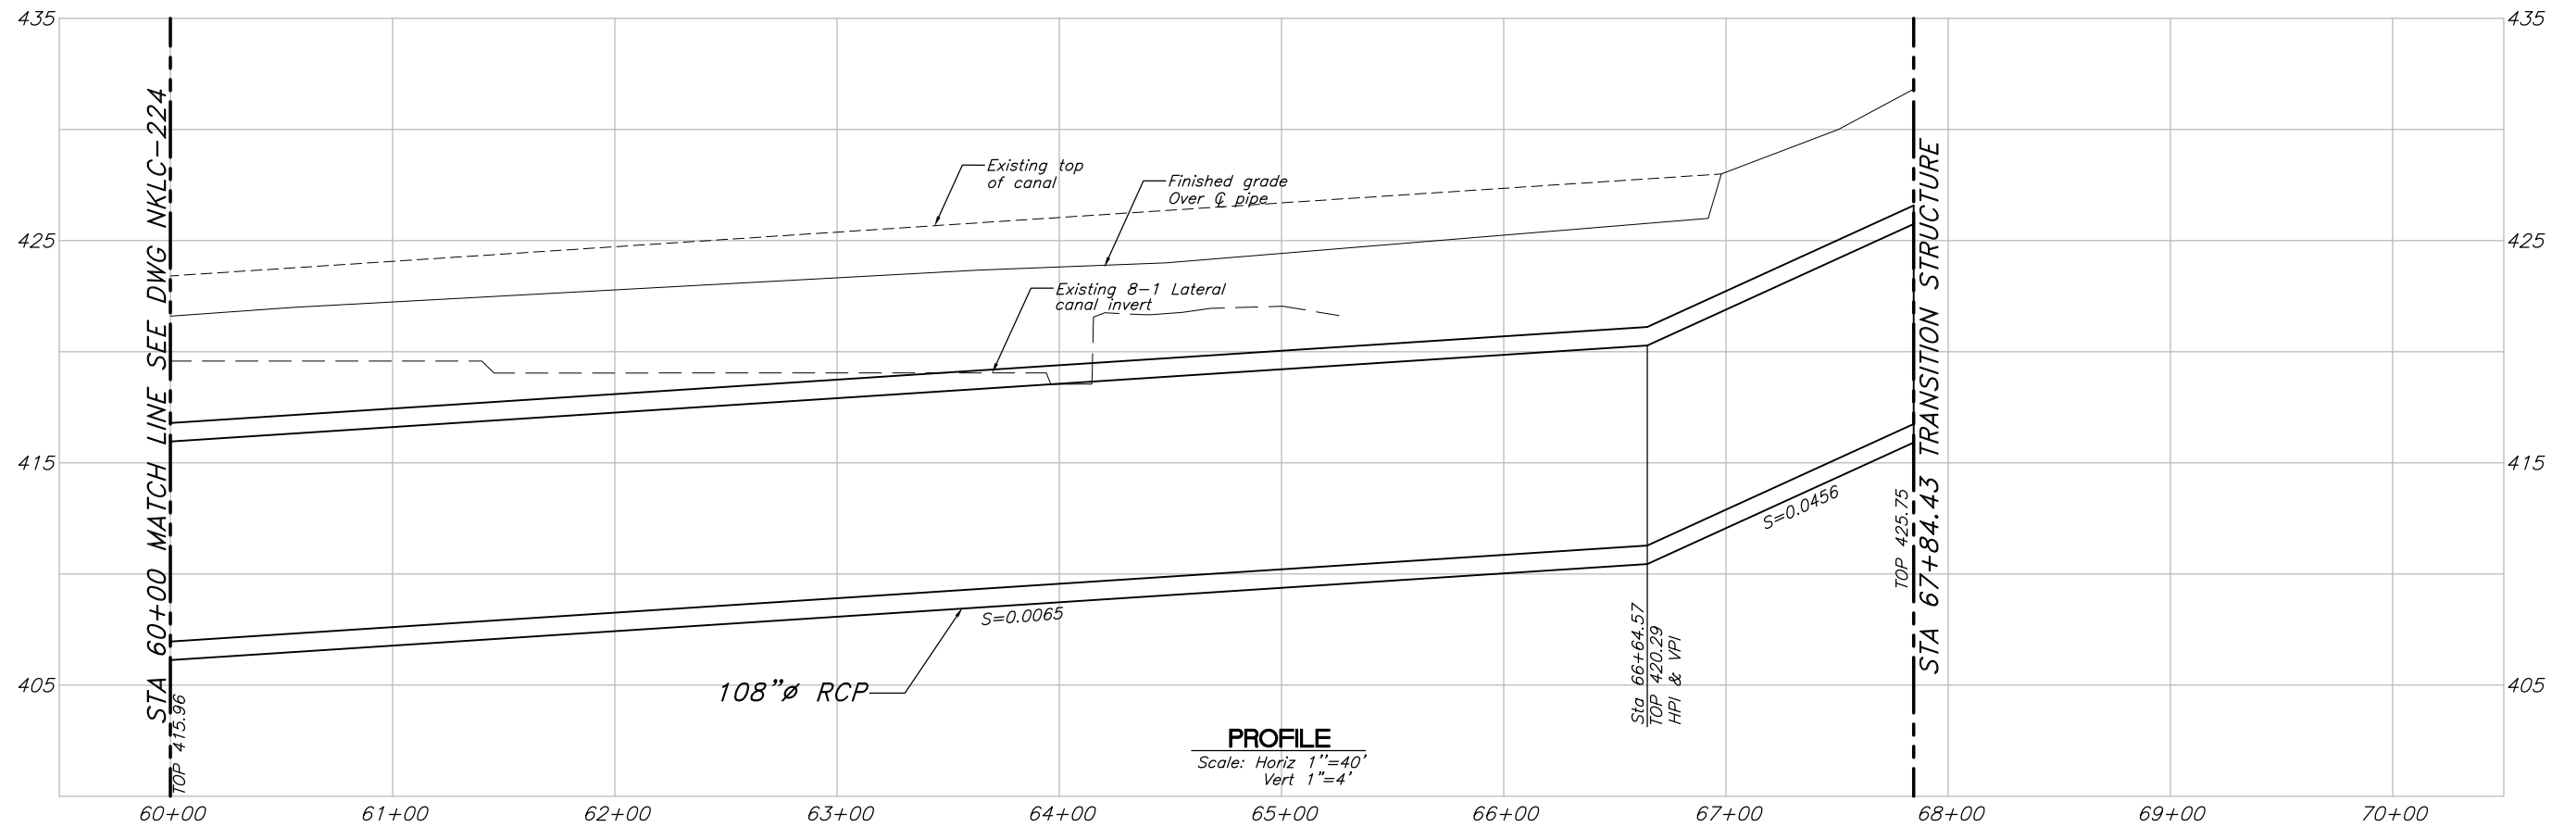 435
435
STA 60+00 MATCH LINE SEE DWG NKLC-224
Existing top
of canal
Finished grade
Over ℄ pipe
425
425
Existing 8-1 Lateral
canal invert
STA 67+84.43 TRANSITION STRUCTURE
415
415
S=0.0456
TOP 425.75
S=0.0065
Sta 66+64.57
TOP 420.29
HPI & VPI
405
405
108"ø RCP
TOP 415.96
PROFILE
Scale: Horiz 1"=40'
Vert 1"=4'
60+00 61+00 62+00 63+00 64+00 65+00 66+00 67+00 68+00 69+00 70+00